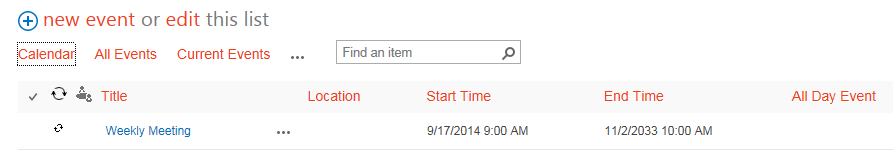 new event or edit this list
Calendar All Events Current Events ... Find an item
Title Location Start Time End Time All Day Event
Weekly Meeting ... 9/17/2014 9:00 AM 11/2/2033 10:00 AM